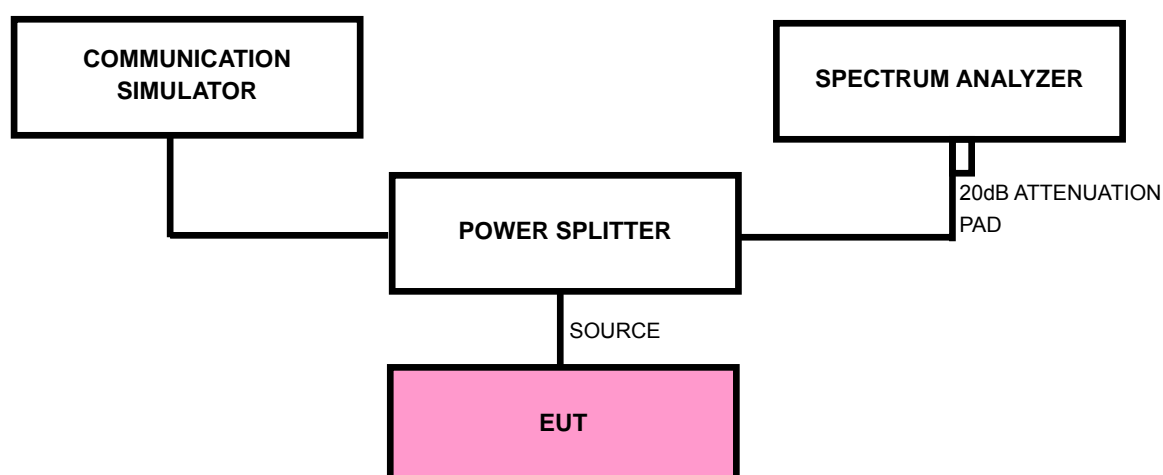 COMMUNICATION
SIMULATOR
SPECTRUM ANALYZER
20dB ATTENUATION
PAD
POWER SPLITTER
SOURCE
EUT